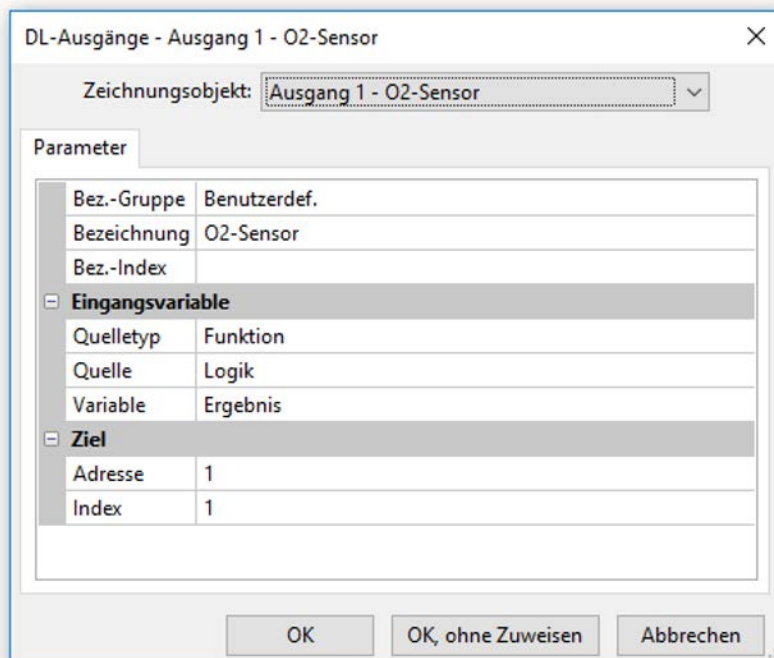 DL-Ausgänge - Ausgang 1 - O2-Sensor
Zeichnungsobjekt: Ausgang 1 - O2-Sensor
Parameter
Bez.-Gruppe Benutzerdef.
Bezeichnung O2-Sensor
Bez.-Index
Eingangsvariable
Quelletyp Funktion
Quelle Logik
Variable Ergebnis
Ziel
Adresse 1
Index 1
OK OK, ohne Zuweisen Abbrechen